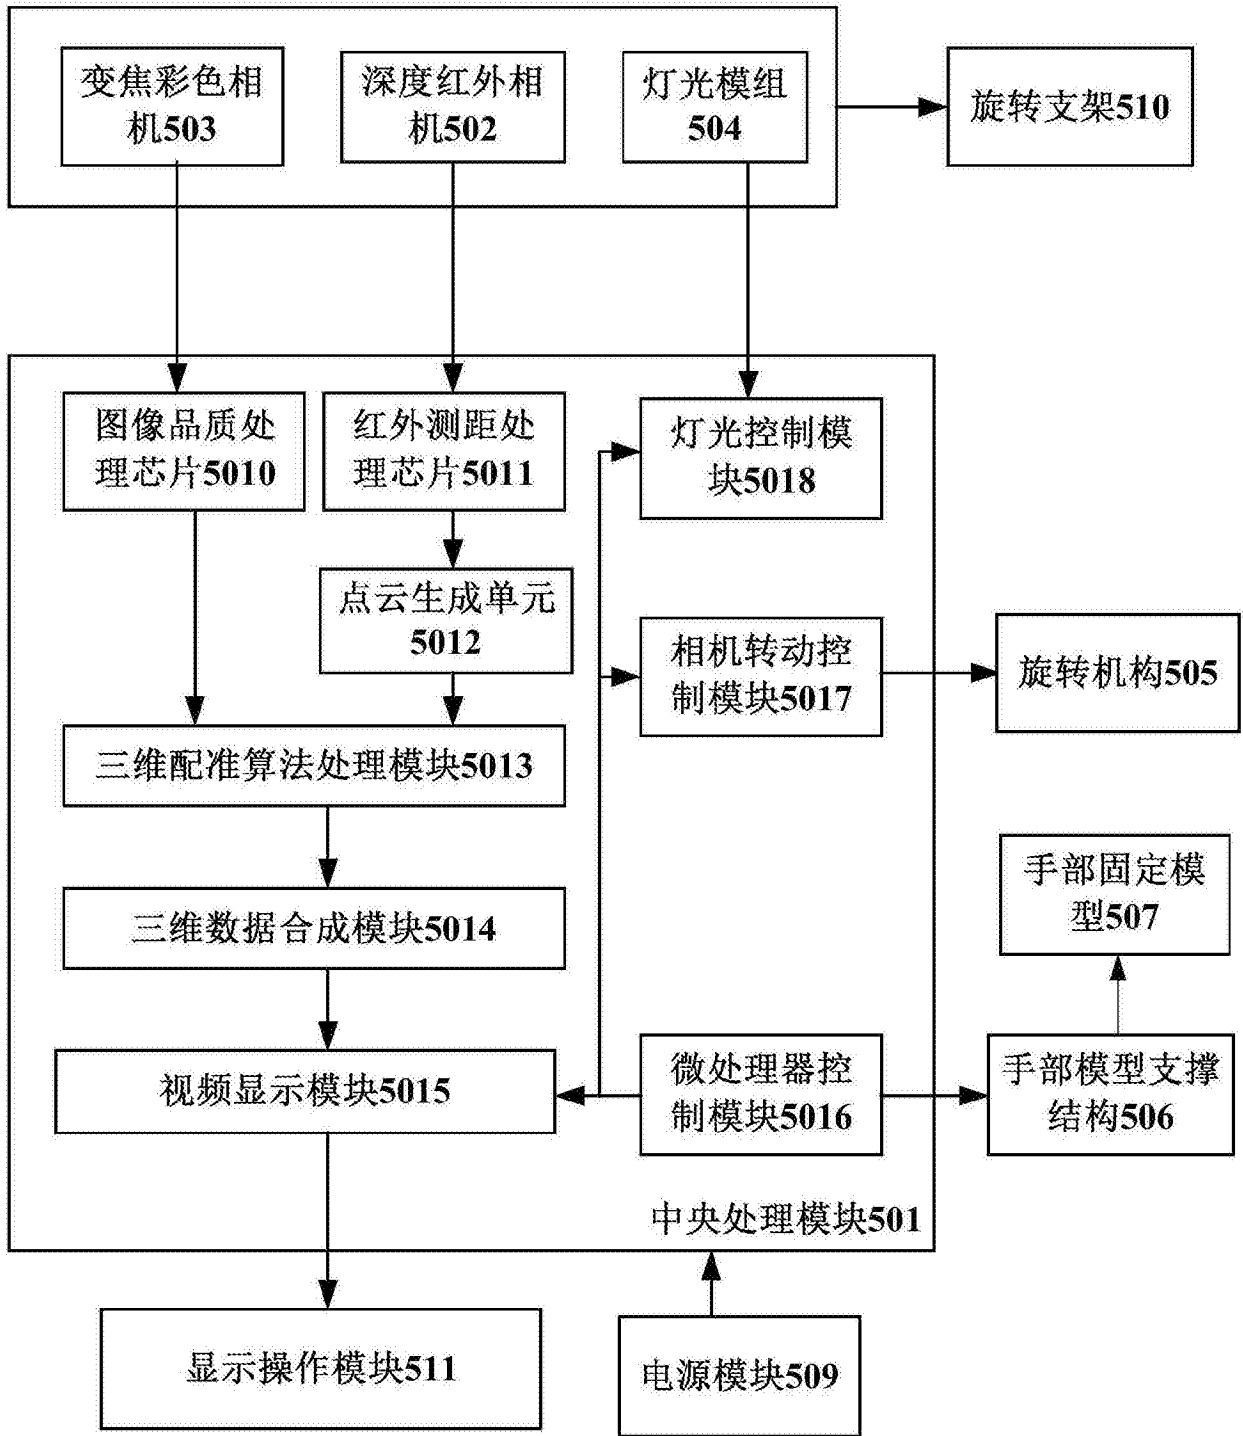 变焦彩色相
机503
深度红外相
机502
灯光模组
504
旋转支架510
图像品质处
理芯片5010
红外测距处
理芯片5011
灯光控制模
块5018
点云生成单元
5012
相机转动控
制模块5017
旋转机构505
三维配准算法处理模块5013
手部固定模
型507
三维数据合成模块5014
视频显示模块5015
微处理器控
制模块5016
手部模型支撑
结构506
中央处理模块501
显示操作模块511
电源模块509